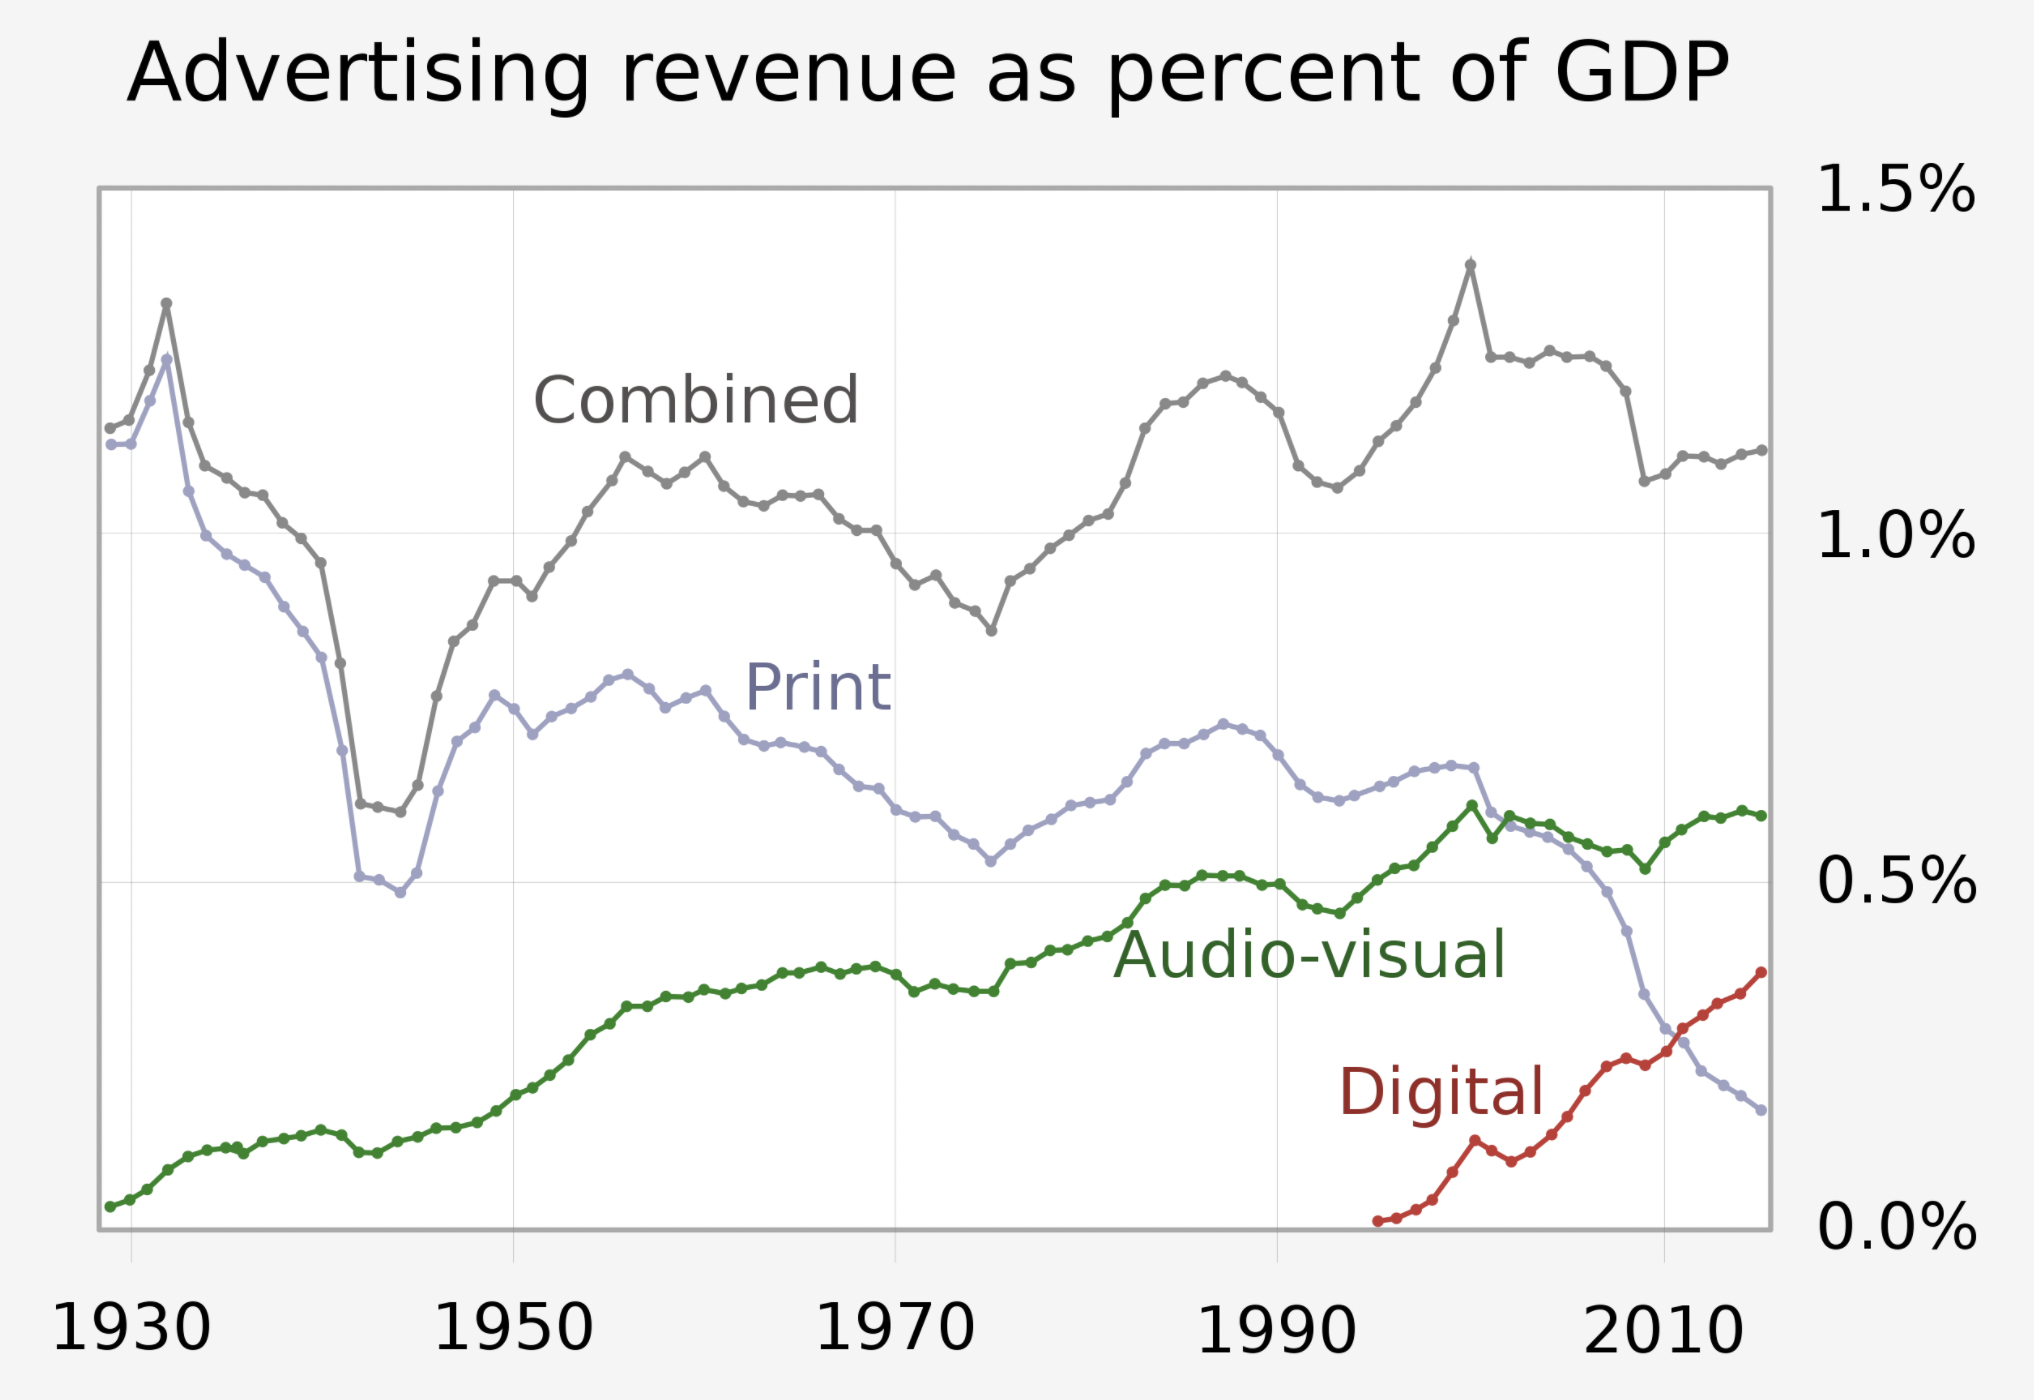 Advertising revenue as percent of GDP
1.5%
Combined
1.0%
Print
0.5%
Audio-visual
Digital
0.0%
1930 1950 1970 1990 2010